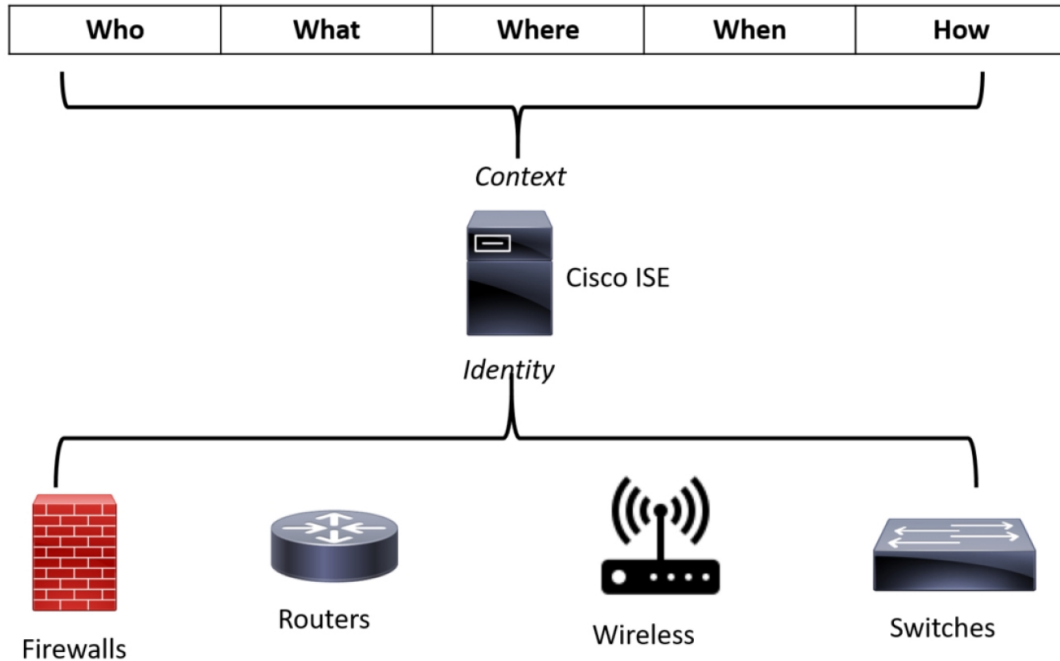 Who What Where When How
Context
Cisco ISE
Identity
Firewalls
Routers
Wireless
Switches